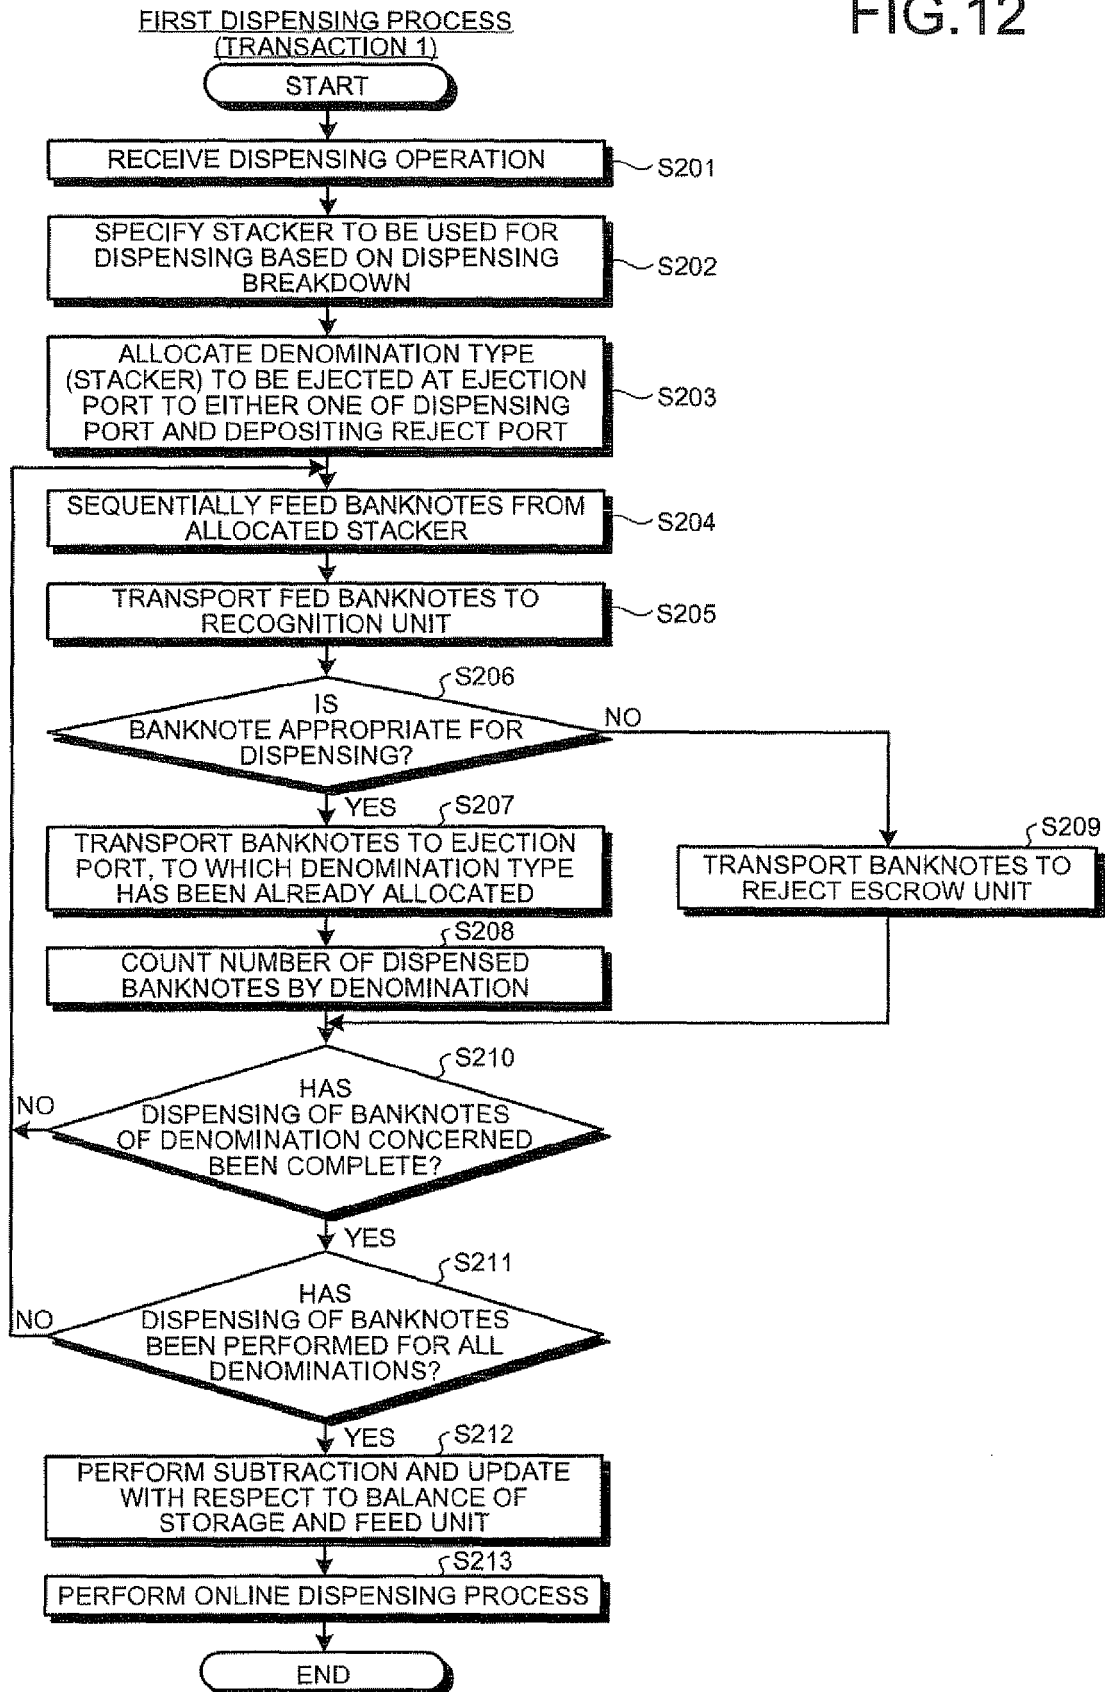 FIG.12
FIRST DISPENSING PROCESS
(TRANSACTION 1)
START
RECEIVE DISPENSING OPERATION
S201
SPECIFY STACKER TO BE USED FOR
DISPENSING BASED ON DISPENSING
BREAKDOWN
S202
ALLOCATE DENOMINATION TYPE
(STACKER) TO BE EJECTED AT EJECTION
PORT TO EITHER ONE OF DISPENSING
PORT AND DEPOSITING REJECT PORT
S203
SEQUENTIALLY FEED BANKNOTES FROM
ALLOCATED STACKER
S204
TRANSPORT FED BANKNOTES TO
RECOGNITION UNIT
S205
S206
IS
BANKNOTE APPROPRIATE FOR
DISPENSING?
NO
YES
S207
TRANSPORT BANKNOTES TO EJECTION
PORT, TO WHICH DENOMINATION TYPE
HAS BEEN ALREADY ALLOCATED
S209
TRANSPORT BANKNOTES TO
REJECT ESCROW UNIT
S208
COUNT NUMBER OF DISPENSED
BANKNOTES BY DENOMINATION
S210
HAS
DISPENSING OF BANKNOTES
OF DENOMINATION CONCERNED
BEEN COMPLETE?
NO
YES
S211
HAS
DISPENSING OF BANKNOTES
BEEN PERFORMED FOR ALL
DENOMINATIONS?
NO
YES
S212
PERFORM SUBTRACTION AND UPDATE
WITH RESPECT TO BALANCE OF
STORAGE AND FEED UNIT
S213
PERFORM ONLINE DISPENSING PROCESS
END